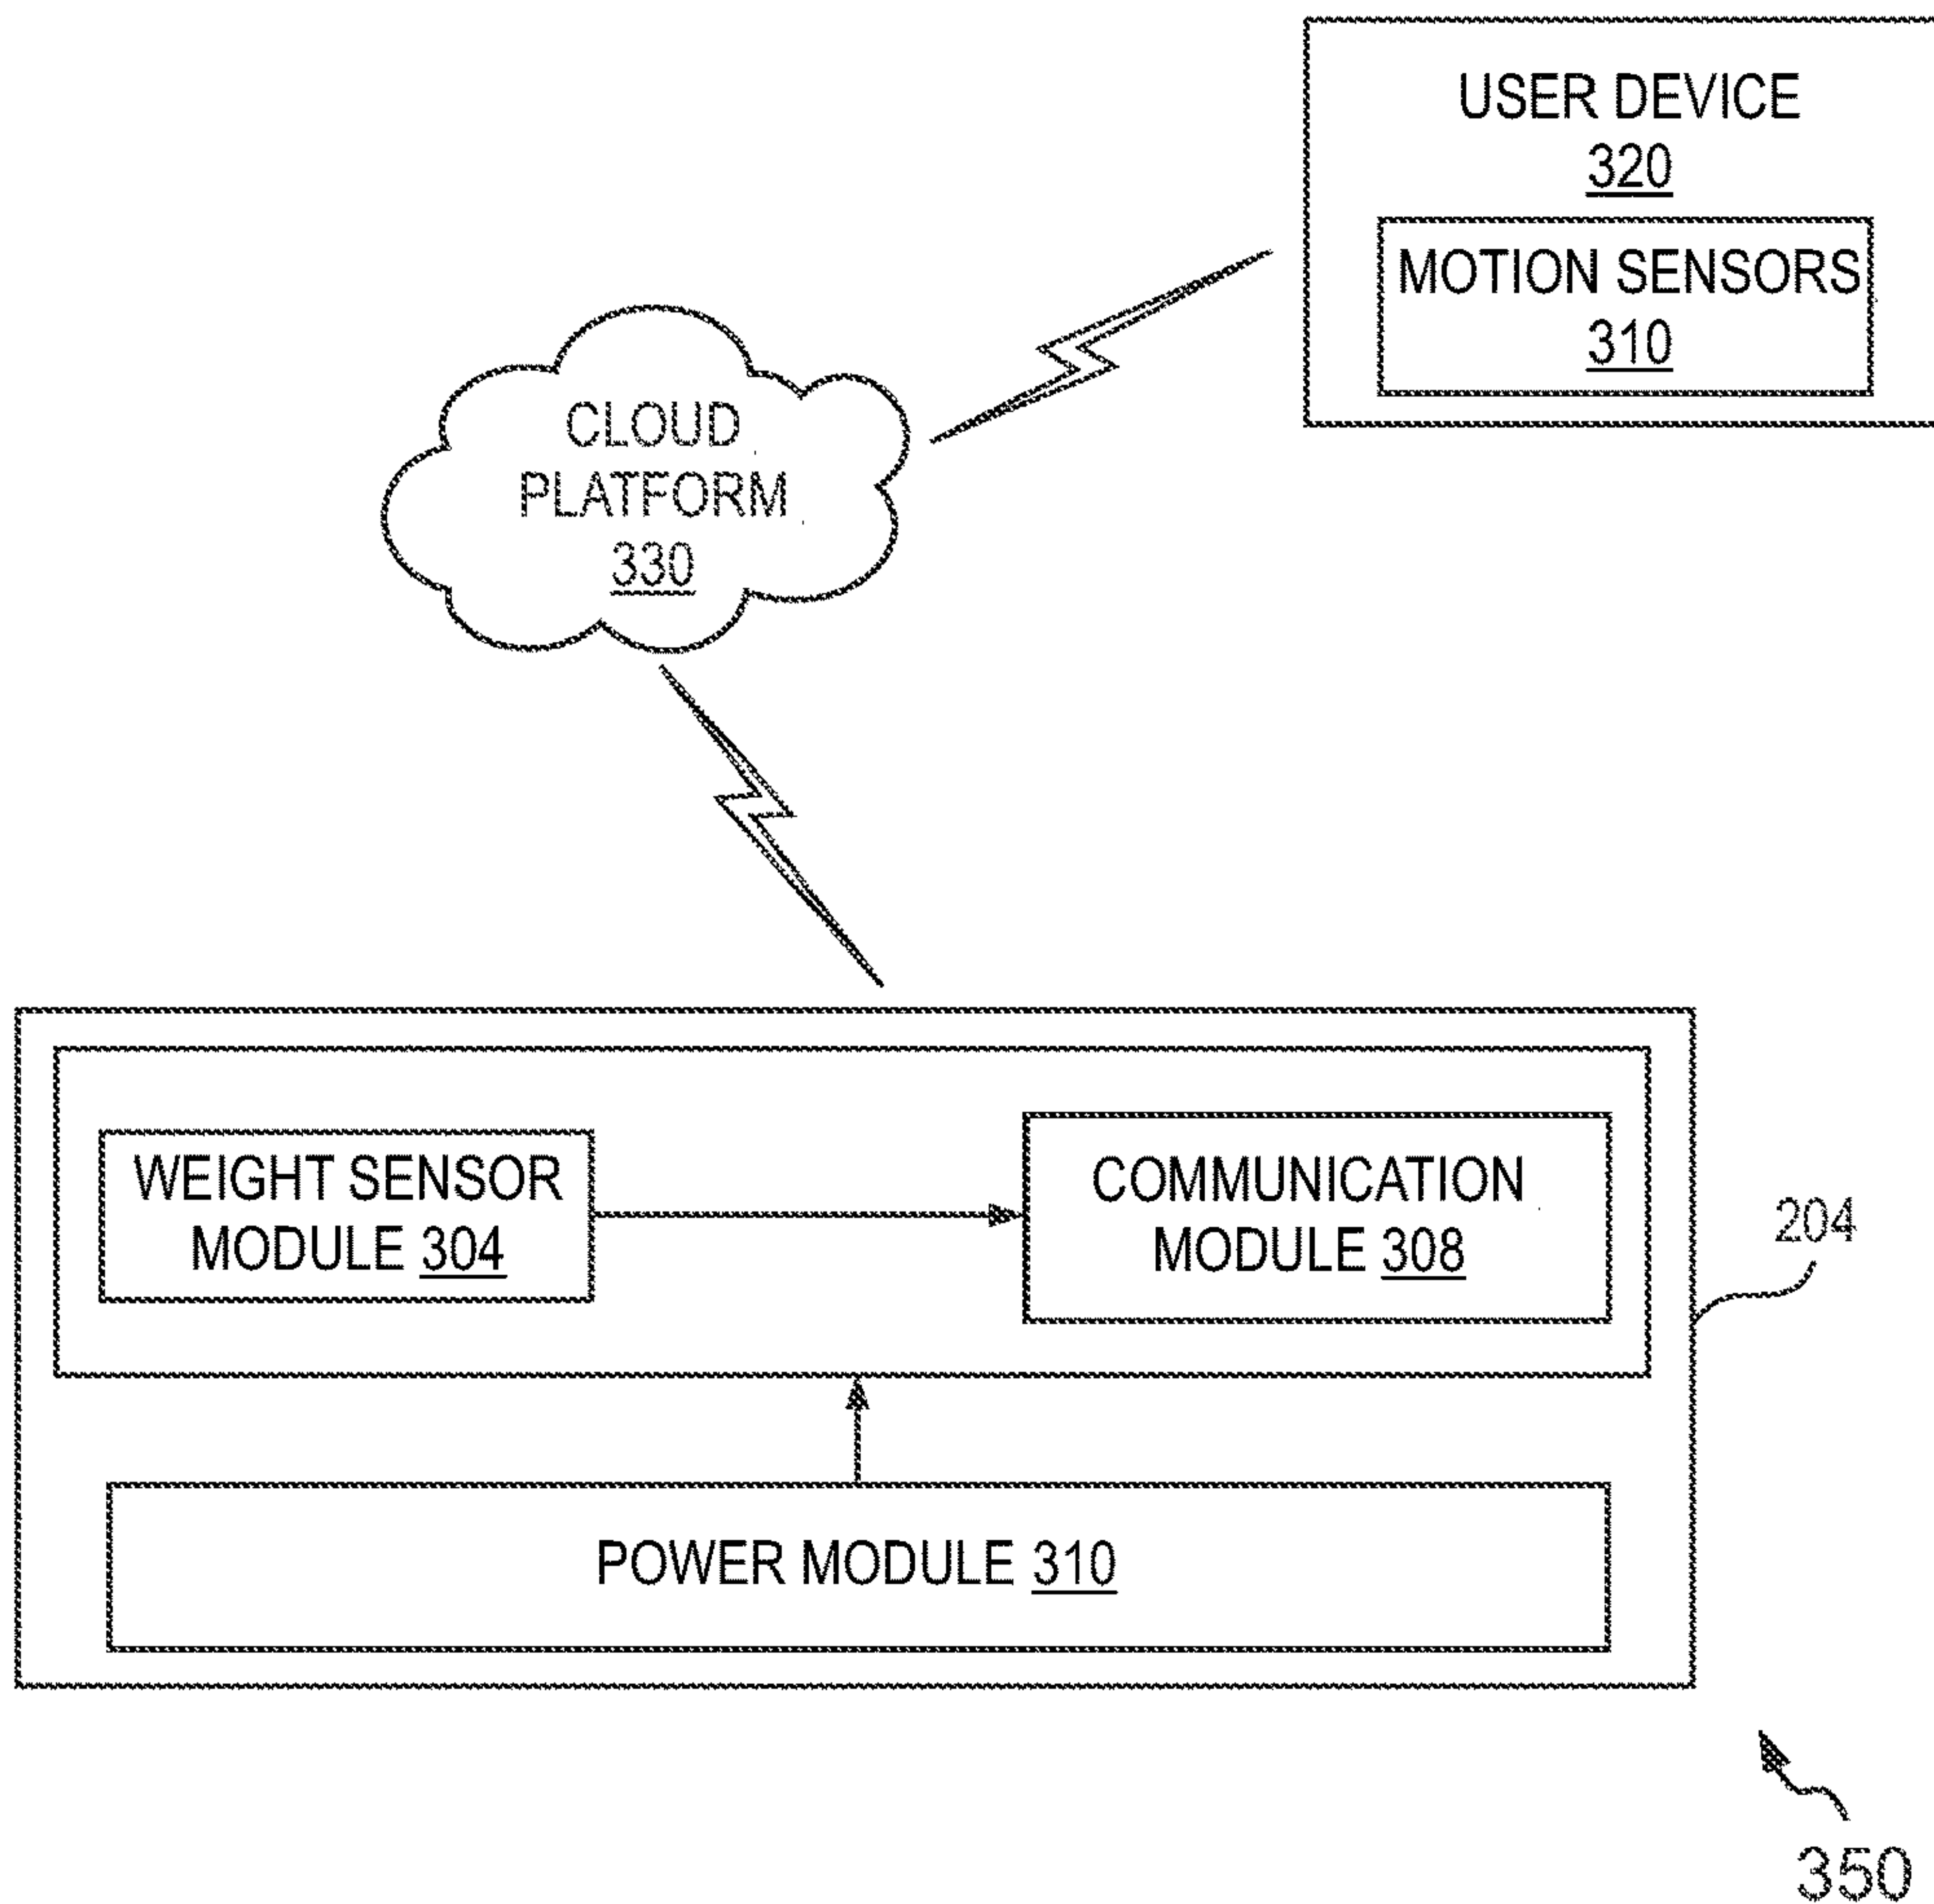 USER DEVICE
320
MOTION SENSORS
310
CLOUD
PLATFORM
330
WEIGHT SENSOR
MODULE 304
COMMUNICATION
MODULE 308
204
POWER MODULE 310
350